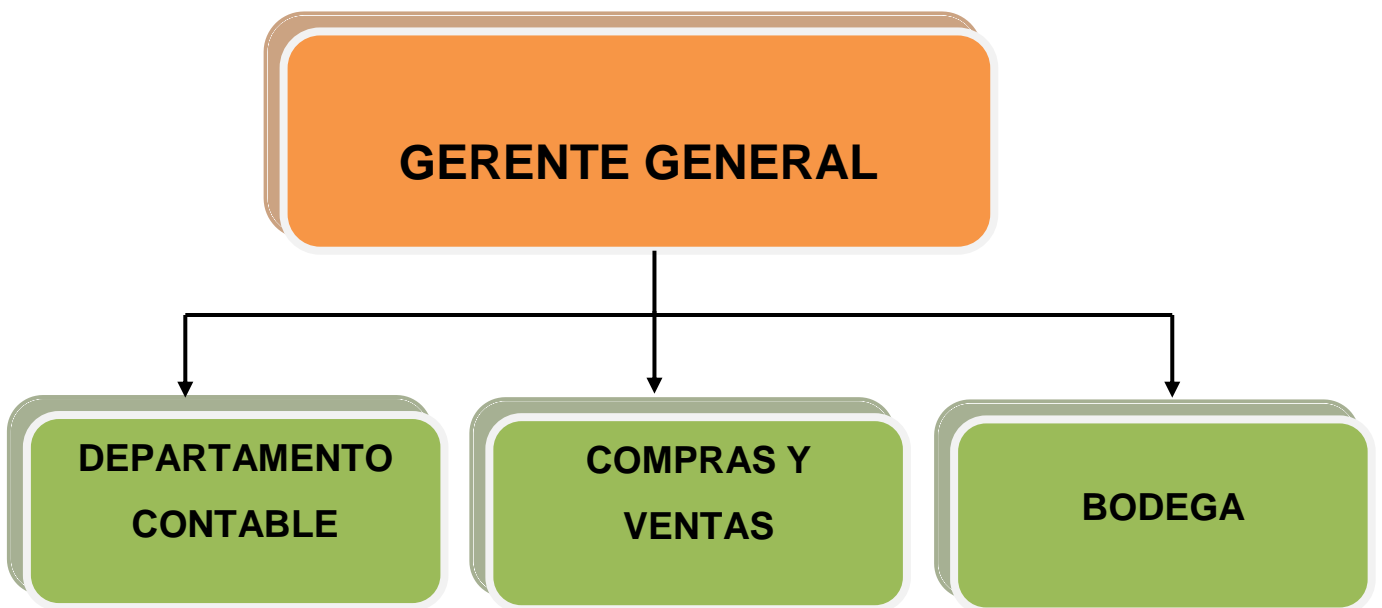 GERENTE GENERAL
DEPARTAMENTO
CONTABLE
COMPRAS Y
VENTAS
BODEGA